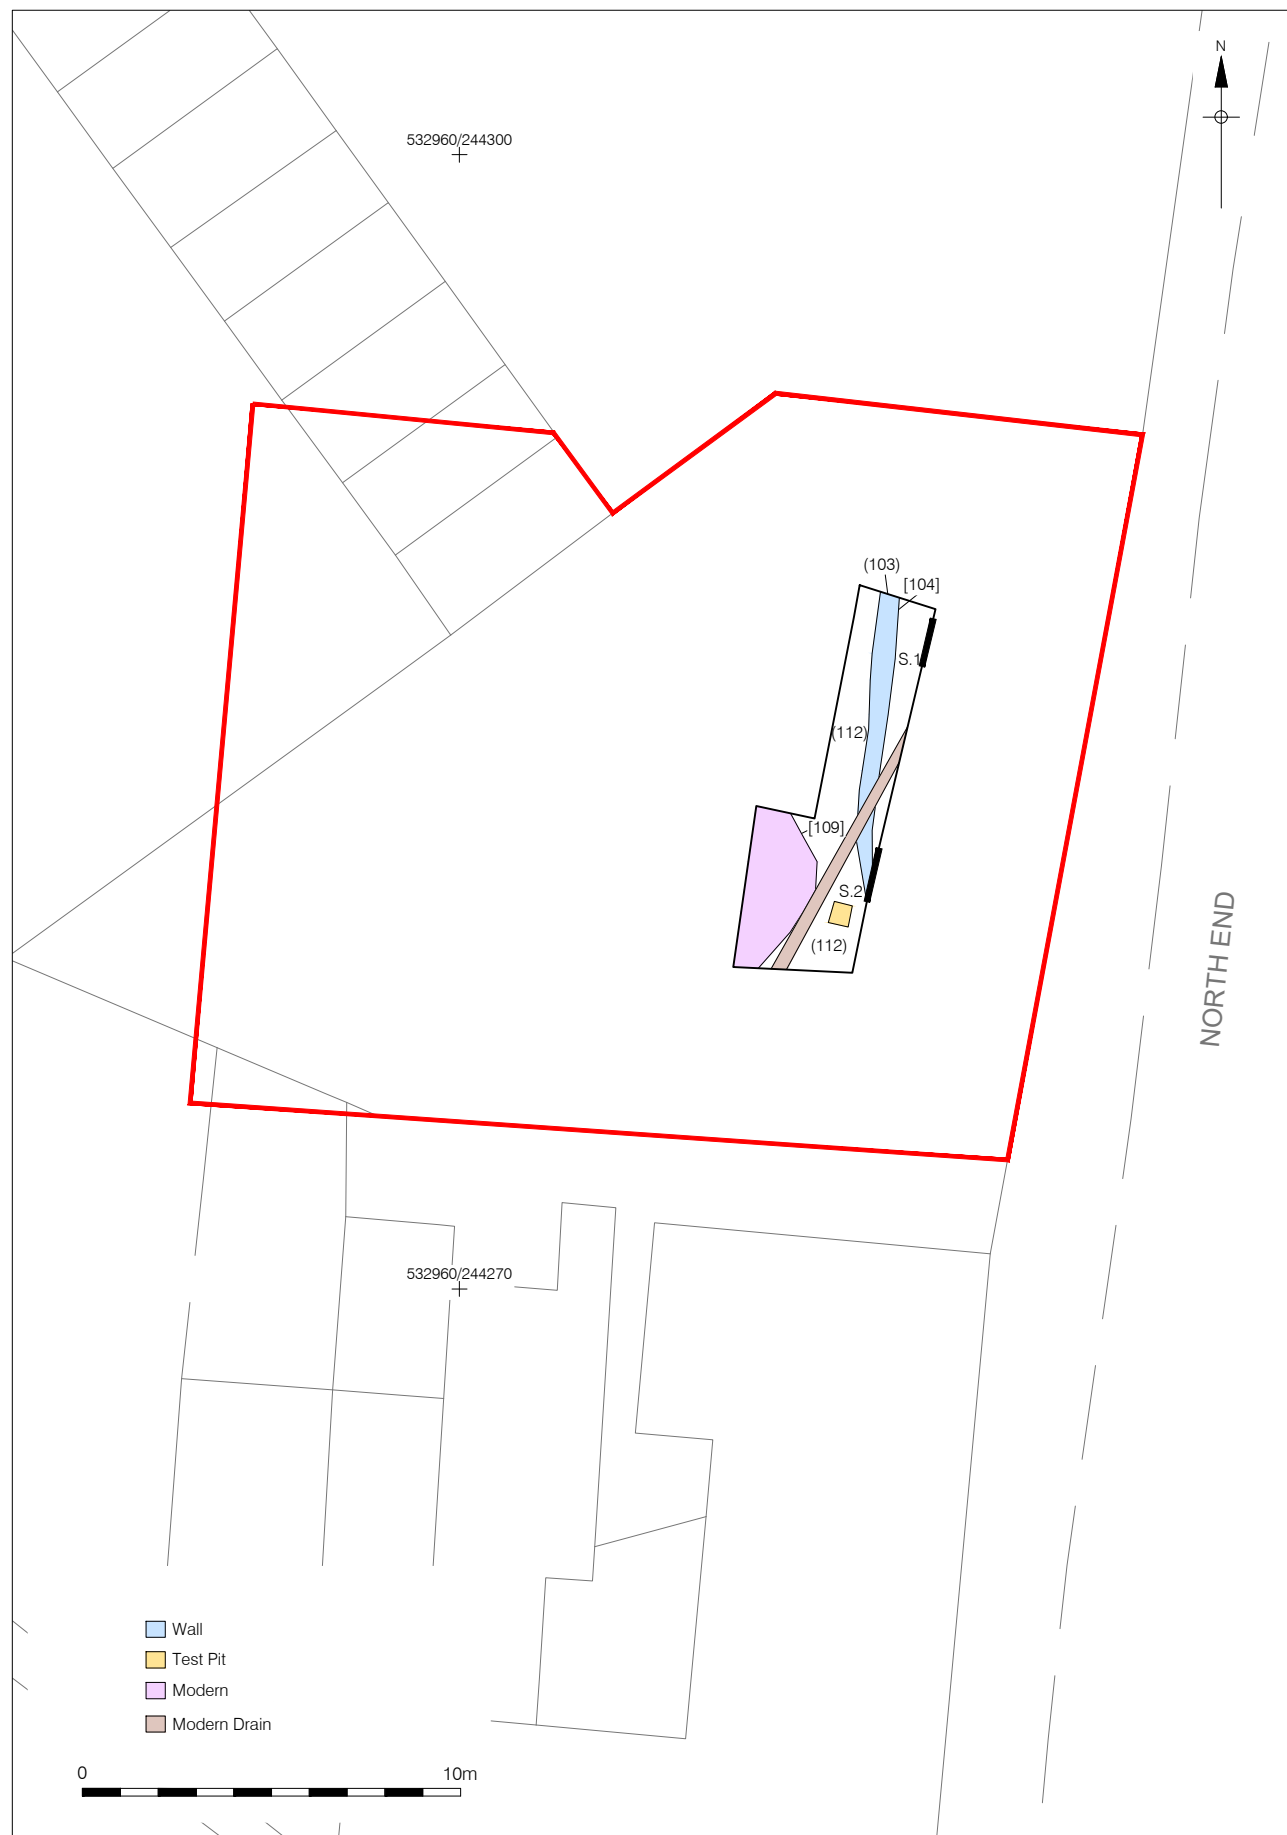 N
532960/244300
(103)
[104]
S.1
(112)
[109]
S.2
(112)
NORTH END
532960/244270
Wall
Test Pit
Modern
Modern Drain
0 10m